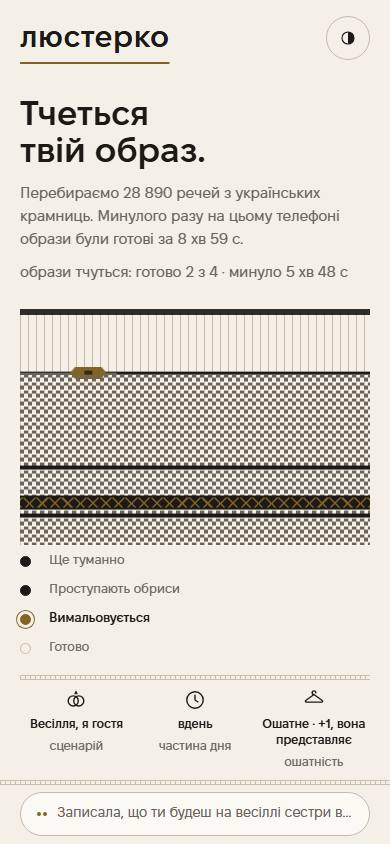 люстерко
Тчеться
твій образ.
Перебираємо 28 890 речей з українських
крамниць. Минулого разу на цьому телефоні
образи були готові за 8 хв 59 с.
образи тчуться: готово 2 з 4 · минуло 5 хв 48 с
Ще туманно
Проступають обриси
Вимальовується
Готово
Весілля, я гостя
сценарій
вдень
частина дня
Ошатне · +1, вона
представляє
ошатність
Записала, що ти будеш на весіллі сестри в...